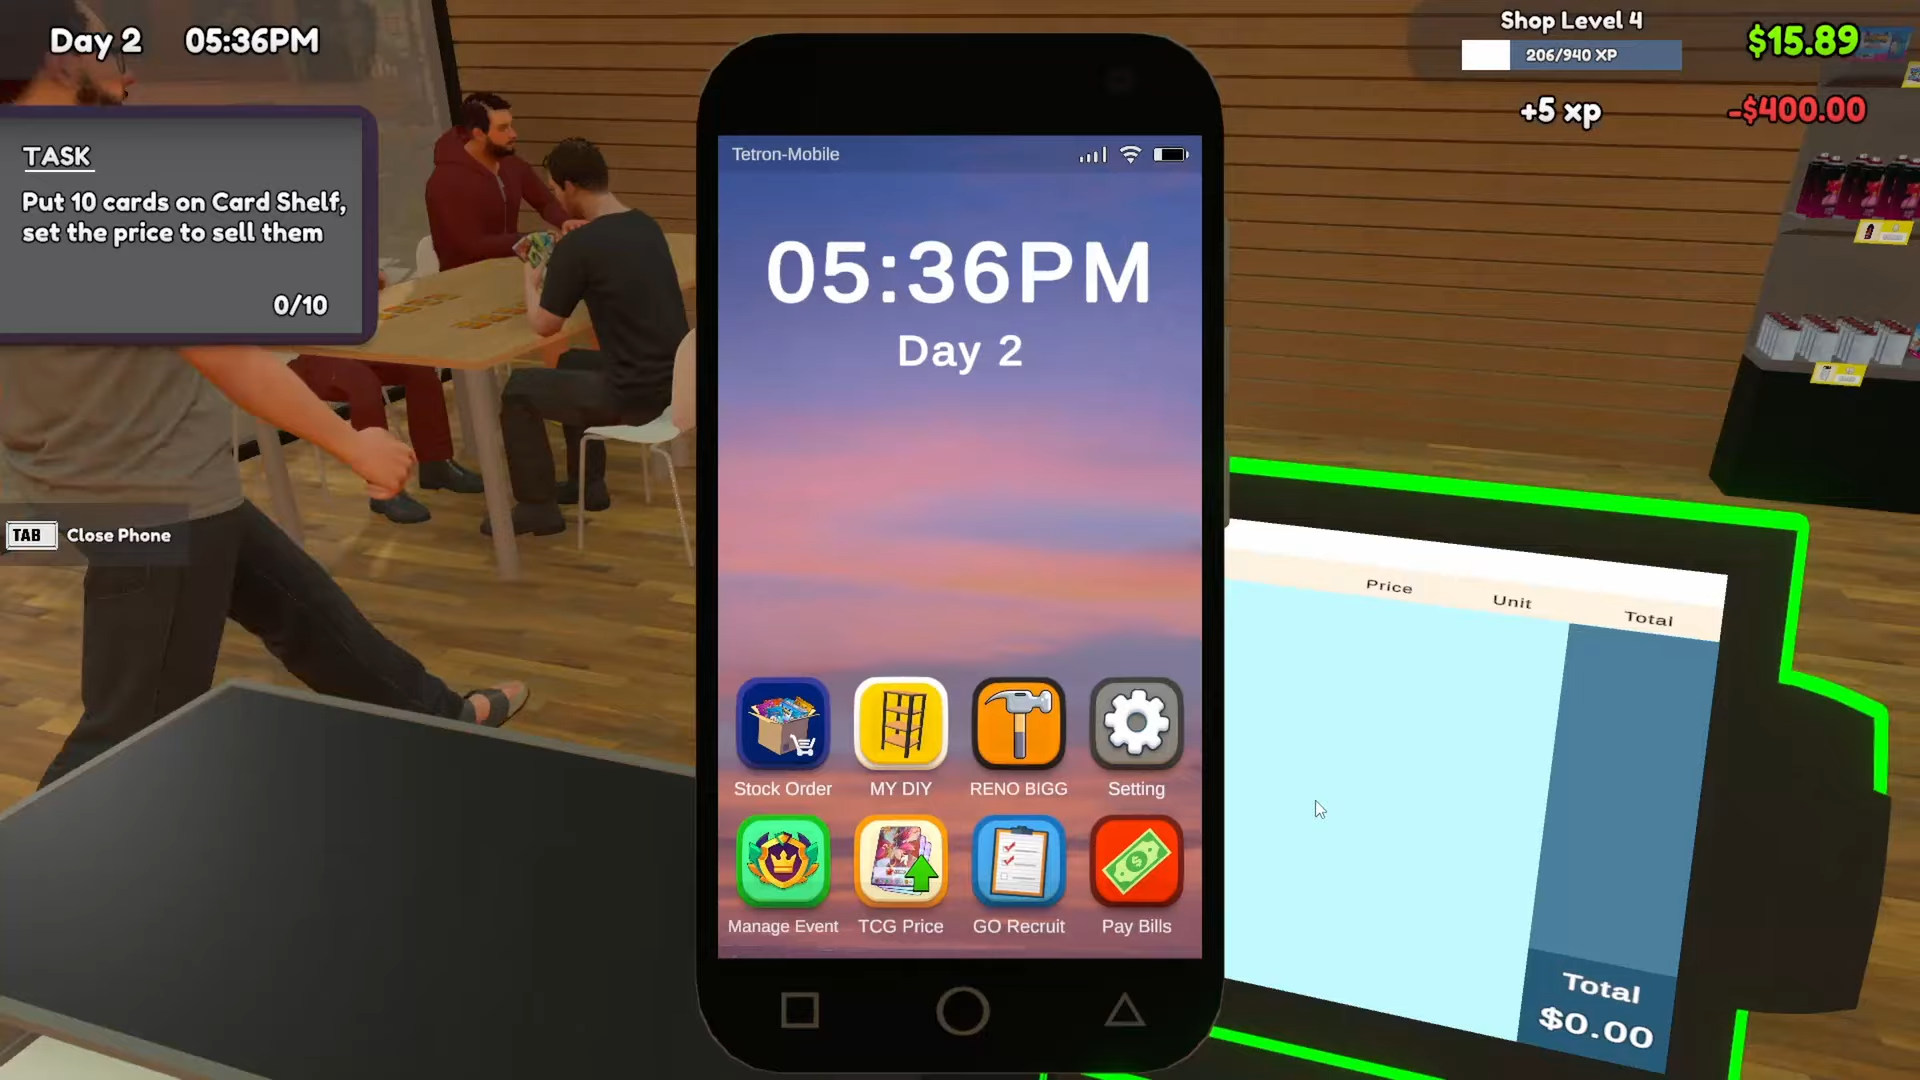 Day 2 05:36PM
Shop Level 4
206/940 XP
$15.89
+5 xp
-$400.00
TASK
Put 10 cards on Card Shelf,
set the price to sell them
0/10
TAB Close Phone
Tetron-Mobile
05:36PM
Day 2
Stock Order MY DIY RENO BIGG Setting
Manage Event TCG Price GO Recruit Pay Bills
Price Unit Total
Total
$0.00